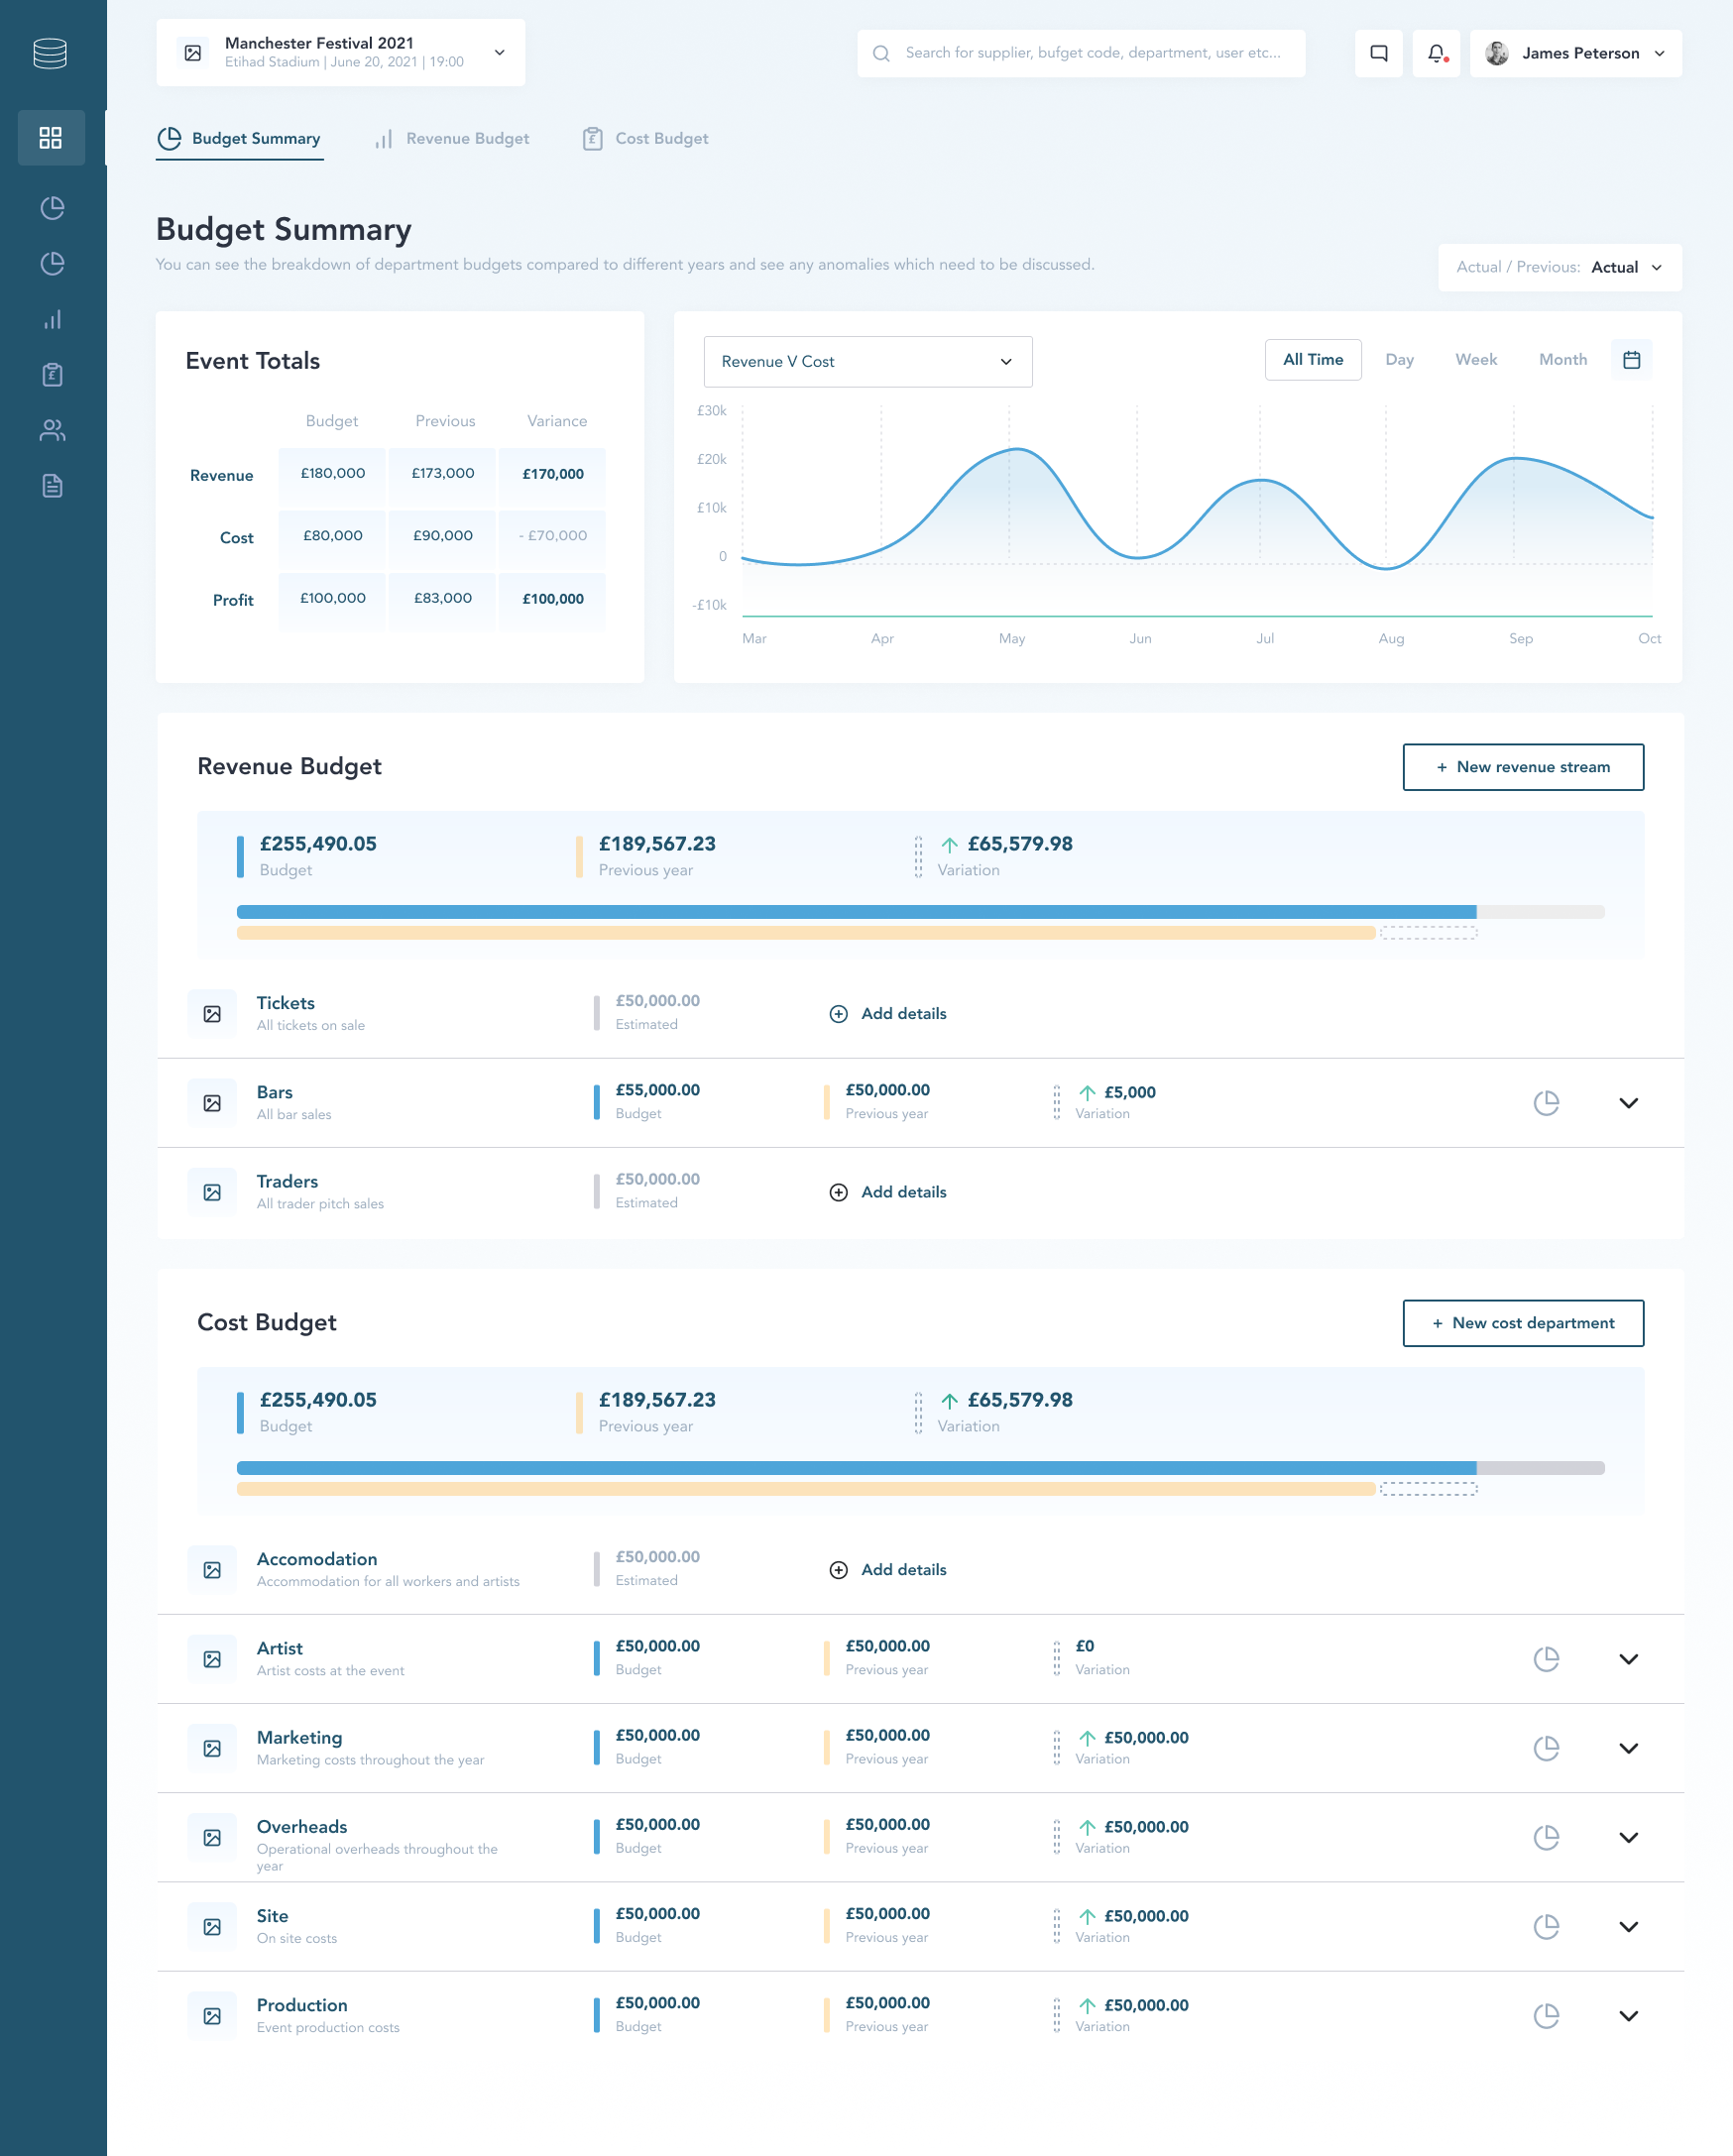 Manchester Festival 2021
Etihad Stadium | June 20, 2021 | 19:00
Search for supplier, bufget code, department, user etc...
James Peterson
Budget Summary
Revenue Budget
£
Cost Budget
Budget Summary
You can see the breakdown of department budgets compared to different years and see any anomalies which need to be discussed.
Actual / Previous: Actual
£
Event Totals
Budget Previous Variance
Revenue £180,000 £173,000 £170,000
Cost £80,000 £90,000 - £70,000
Profit £100,000 £83,000 £100,000
Revenue V Cost
All Time Day Week Month
£30k
£20k
£10k
0
-£10k
Mar Apr May Jun Jul Aug Sep Oct
Revenue Budget
+ New revenue stream
£255,490.05 £189,567.23 £65,579.98
Budget Previous year Variation
Tickets
All tickets on sale
£50,000.00
Estimated
Add details
Bars
All bar sales
£55,000.00 £50,000.00 £5,000
Budget Previous year Variation
Traders
All trader pitch sales
£50,000.00
Estimated
Add details
Cost Budget
+ New cost department
£255,490.05 £189,567.23 £65,579.98
Budget Previous year Variation
Accomodation
Accommodation for all workers and artists
£50,000.00
Estimated
Add details
Artist
Artist costs at the event
£50,000.00 £50,000.00 £0
Budget Previous year Variation
Marketing
Marketing costs throughout the year
£50,000.00 £50,000.00 £50,000.00
Budget Previous year Variation
Overheads
Operational overheads throughout the
year
£50,000.00 £50,000.00 £50,000.00
Budget Previous year Variation
Site
On site costs
£50,000.00 £50,000.00 £50,000.00
Budget Previous year Variation
Production
Event production costs
£50,000.00 £50,000.00 £50,000.00
Budget Previous year Variation